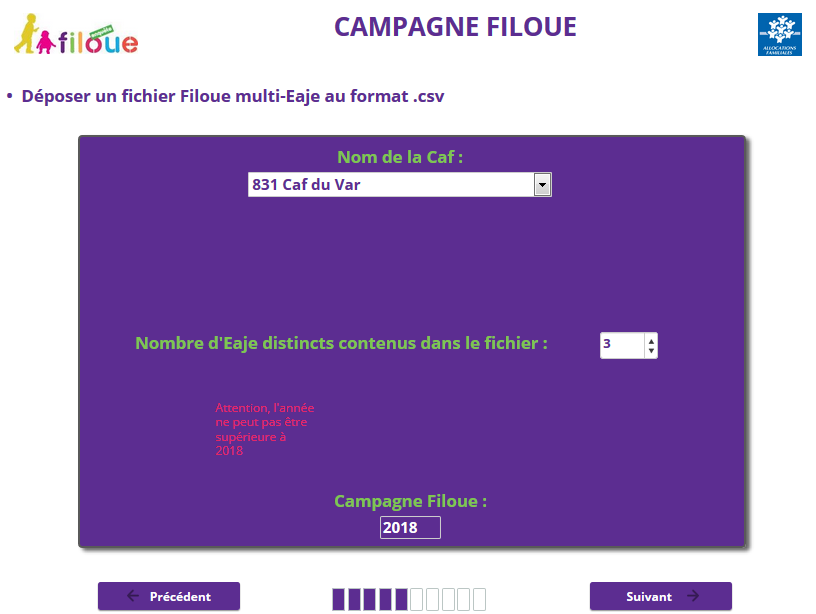 enquête
filoue
CAMPAGNE FILOUE
ALLOCATIONS
FAMILIALES
• Déposer un fichier Filoue multi-Eaje au format .csv
Nom de la Caf :
831 Caf du Var
Nombre d'Eaje distincts contenus dans le fichier :
3
Attention, l'année
ne peut pas être
supérieure à
2018
Campagne Filoue :
2018
Précédent
Suivant